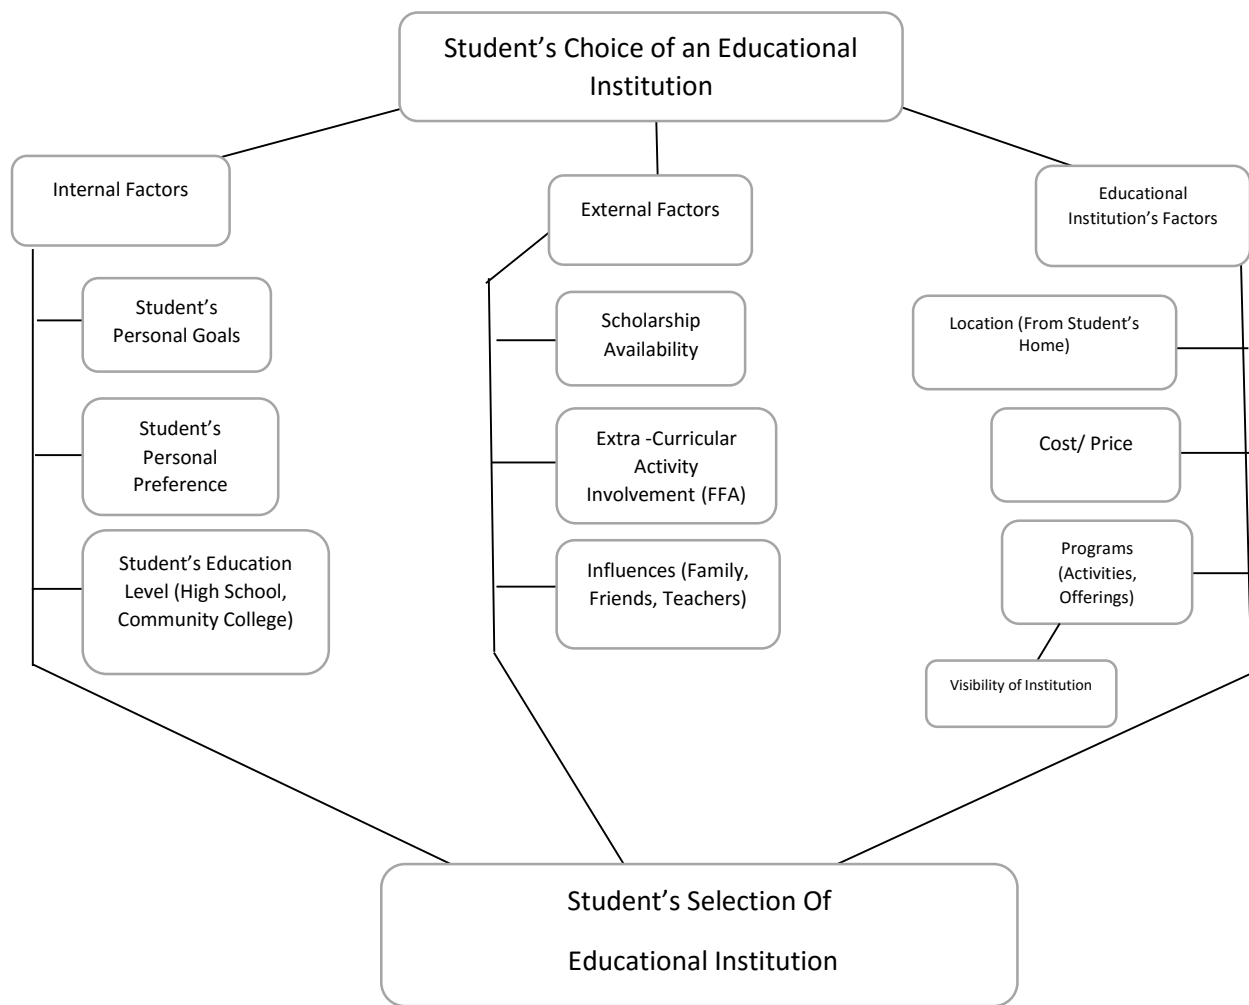 Student’s Choice of an Educational
Institution
Internal Factors
Student’s
Personal Goals
Student’s
Personal
Preference
Student’s Education
Level (High School,
Community College)
External Factors
Scholarship
Availability
Extra -Curricular
Activity
Involvement (FFA)
Influences (Family,
Friends, Teachers)
Educational
Institution’s Factors
Location (From Student’s
Home)
Cost/ Price
Programs
(Activities,
Offerings)
Visibility of Institution
Student’s Selection Of
Educational Institution